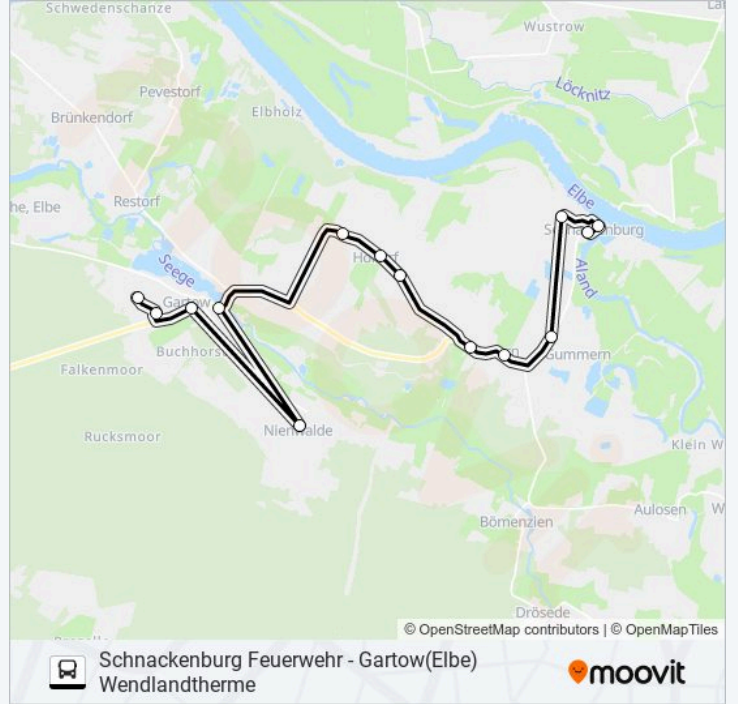 Schwedenschanze
Wustrow
Löcknitz
Pevestorf
Elbholz
Brünkendorf
Restorf
he, Elbe
Elbe
Aland
Seege
Gartow
Buchhors
Gummern
Falkenmoor
Nienwalde
Rucksmoor
Klein W
Aulosen
W
Bömenzien
Drösede
© OpenStreetMap contributors | © OpenMapTiles
Schnackenburg Feuerwehr - Gartow(Elbe)
Wendlandtherme
moovit